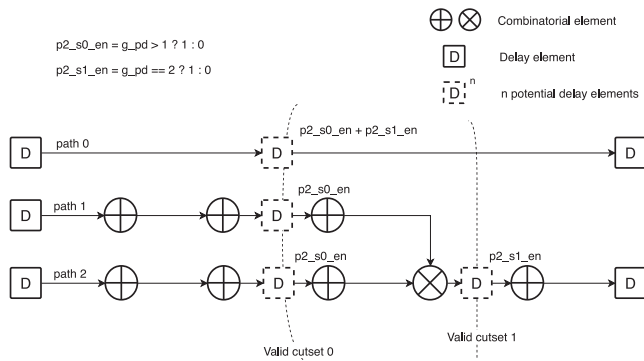 p2_s0_en = g_pd > 1 ? 1 : 0
p2_s1_en = g_pd == 2 ? 1 : 0
Combinatorial element
D Delay element
D n n potential delay elements
p2_s0_en + p2_s1_en
D path 0 D D
p2_s0_en
D path 1 D
p2_s0_en p2_s1_en
D path 2 D D D
Valid cutset 0
Valid cutset 1